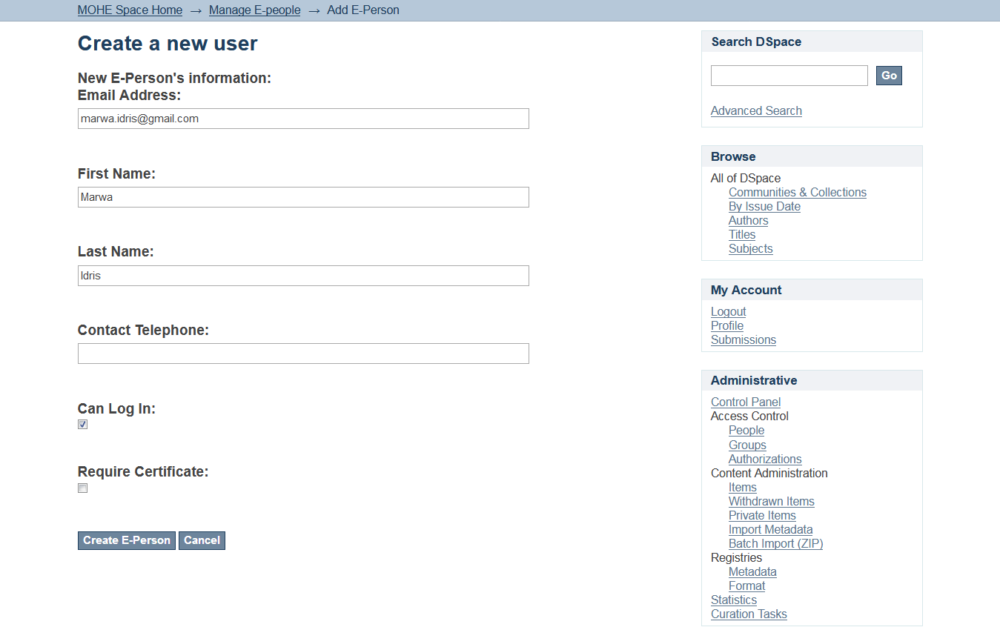 MOHE Space Home → Manage E-people → Add E-Person
Create a new user
New E-Person's information:
Email Address:
marwa.idris@gmail.com
First Name:
Marwa
Last Name:
Idris
Contact Telephone:
Can Log In:
Require Certificate:
Create E-Person Cancel
Search DSpace
Go
Advanced Search
Browse
All of DSpace
Communities & Collections
By Issue Date
Authors
Titles
Subjects
My Account
Logout
Profile
Submissions
Administrative
Control Panel
Access Control
People
Groups
Authorizations
Content Administration
Items
Withdrawn Items
Private Items
Import Metadata
Batch Import (ZIP)
Registries
Metadata
Format
Statistics
Curation Tasks